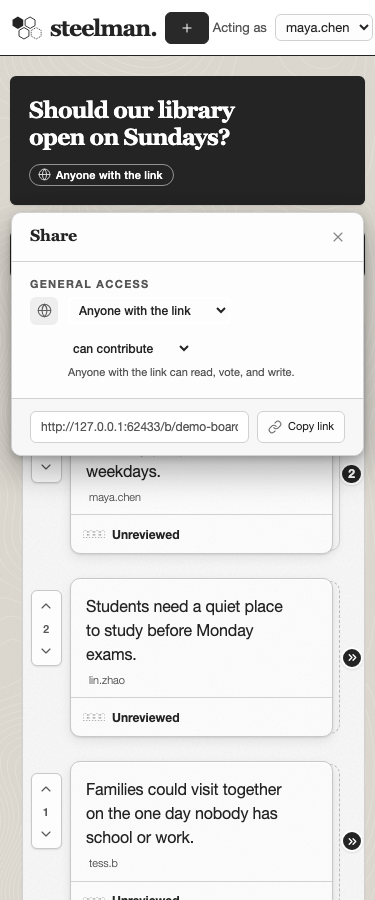 steelman.
+
Acting as
maya.chen
Should our library
open on Sundays?
Anyone with the link
Share
GENERAL ACCESS
Anyone with the link
can contribute
Anyone with the link can read, vote, and write.
http://127.0.0.1:62433/b/demo-board
Copy link
weekdays.
2
maya.chen
Unreviewed
Students need a quiet place
2
to study before Monday
exams.
lin.zhao
Unreviewed
Families could visit together
1
on the one day nobody has
school or work.
tess.b
Unreviewed